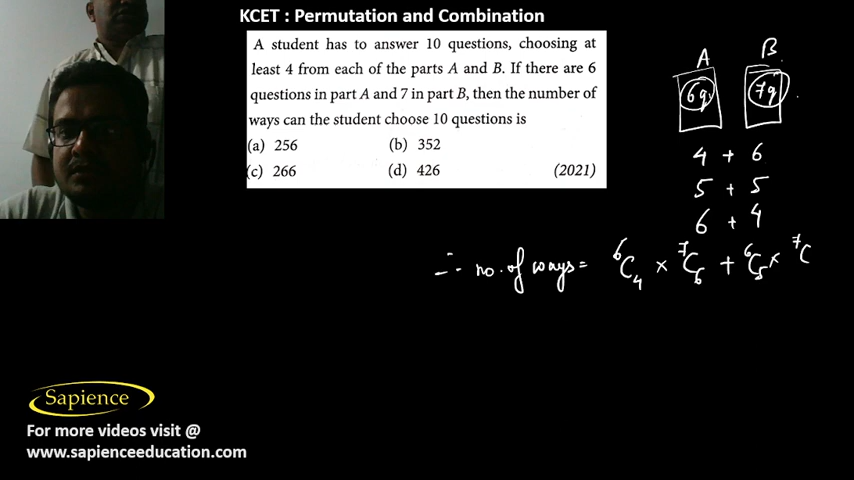 KCET : Permutation and Combination
A student has to answer 10 questions, choosing at
least 4 from each of the parts A and B. If there are 6
questions in part A and 7 in part B, then the number of
ways can the student choose 10 questions is
(a) 256 (b) 352
(c) 266 (d) 426 (2021)
A B
6q 7q
4 + 6
5 + 5
6 + 4
∴ no. of ways = ⁶C₄ × ⁷C₆ + ⁶C₅ × ⁷C
Sapience
For more videos visit @
www.sapienceeducation.com